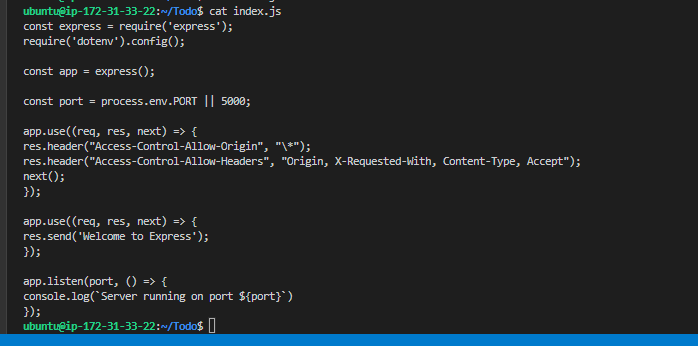 ubuntu@ip-172-31-33-22:~/Todo$ cat index.js
const express = require('express');
require('dotenv').config();
const app = express();
const port = process.env.PORT || 5000;
app.use((req, res, next) => {
res.header("Access-Control-Allow-Origin", "\*");
res.header("Access-Control-Allow-Headers", "Origin, X-Requested-With, Content-Type, Accept");
next();
});
app.use((req, res, next) => {
res.send('Welcome to Express');
});
app.listen(port, () => {
console.log(`Server running on port ${port}`)
});
ubuntu@ip-172-31-33-22:~/Todo$